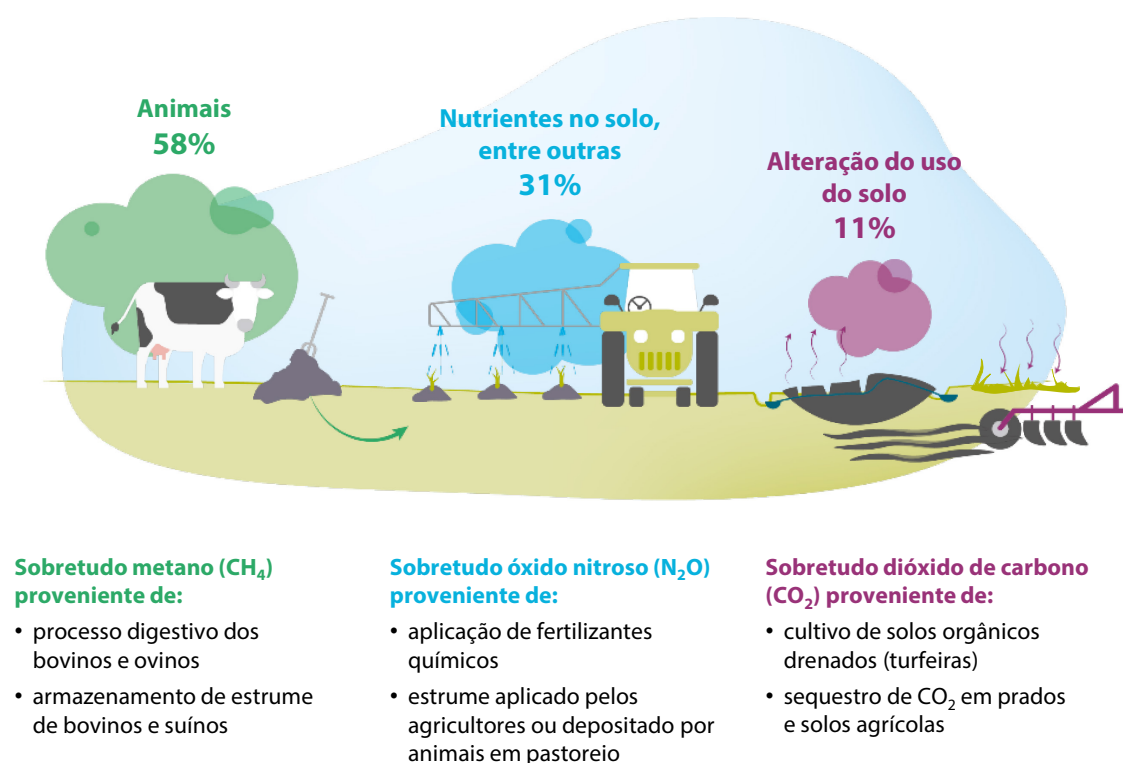 Animais
58%
Nutrientes no solo,
entre outras
31%
Alteração do uso
do solo
11%
Sobretudo metano (CH₄)
proveniente de:
• processo digestivo dos
bovinos e ovinos
• armazenamento de estrume
de bovinos e suínos
Sobretudo óxido nitroso (N₂O)
proveniente de:
• aplicação de fertilizantes
químicos
• estrume aplicado pelos
agricultores ou depositado por
animais em pastoreio
Sobretudo dióxido de carbono
(CO₂) proveniente de:
• cultivo de solos orgânicos
drenados (turfeiras)
• sequestro de CO₂ em prados
e solos agrícolas